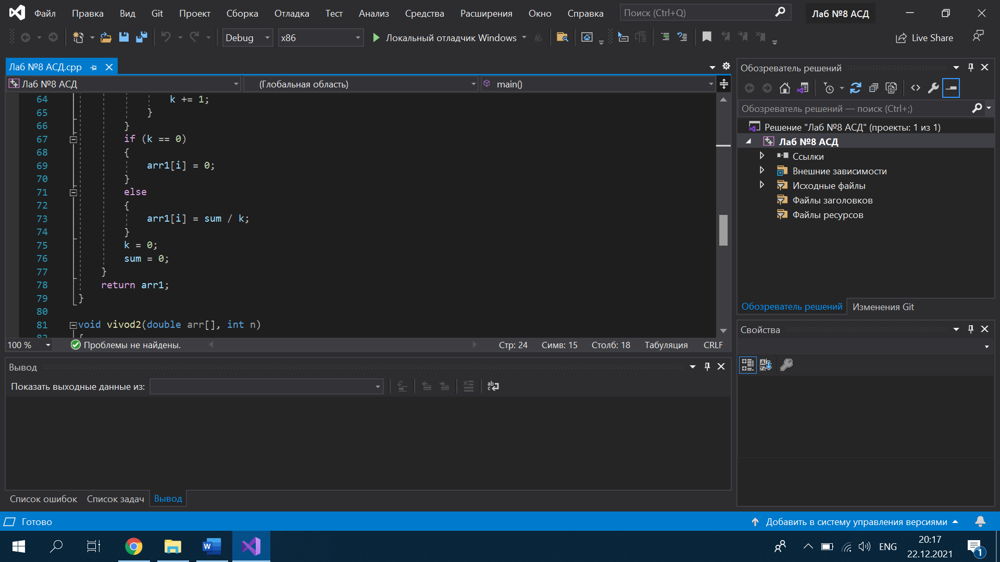 Файл Правка Вид Git Проект Сборка Отладка Тест Анализ Средства Расширения Окно Справка Поиск (Ctrl+Q) Лаб №8 АСД
Debug x86 Локальный отладчик Windows Live Share
Лаб №8 АСД.cpp
Лаб №8 АСД (Глобальная область) main()
64 k += 1;
65 }
66 }
67 if (k == 0)
68 {
69 arr1[i] = 0;
70 }
71 else
72 {
73 arr1[i] = sum / k;
74 }
75 k = 0;
76 sum = 0;
77 }
78 return arr1;
79 }
80
81 void vivod2(double arr[], int n)
82 {
100 % Проблемы не найдены. Стр: 24 Симв: 15 Столб: 18 Табуляция CRLF
Вывод
Показать выходные данные из:
Список ошибок Список задач Вывод
Обозреватель решений
Обозреватель решений — поиск (Ctrl+;)
Решение "Лаб №8 АСД" (проекты: 1 из 1)
Лаб №8 АСД
Ссылки
Внешние зависимости
Исходные файлы
Файлы заголовков
Файлы ресурсов
Обозреватель решений Изменения Git
Свойства
Готово Добавить в систему управления версиями
ENG 20:17
22.12.2021
1